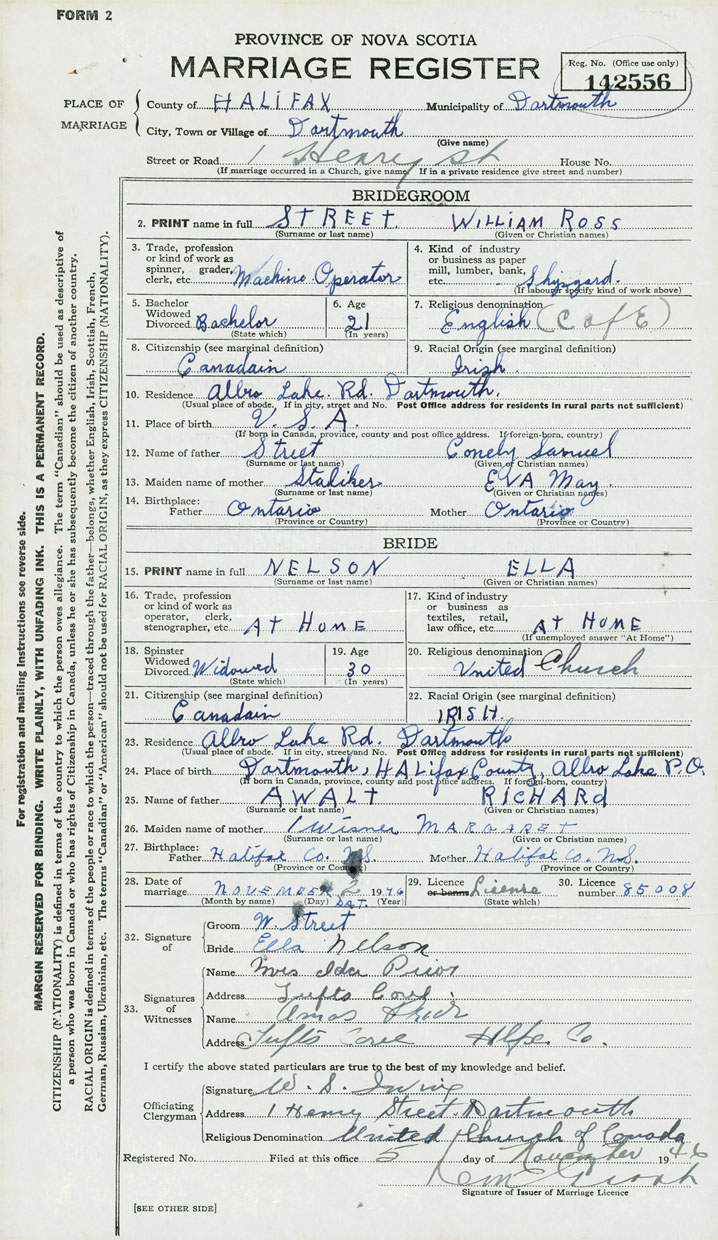 FORM 2
PROVINCE OF NOVA SCOTIA
MARRIAGE REGISTER
Reg. No. (Office use only)
142556
PLACE OF MARRIAGE
County of HALIFAX Municipality of Dartmouth
City, Town or Village of Dartmouth
(Give name)
Street or Road 1 Henry St House No.
(If marriage occurred in a Church, give name) If in a private residence give street and number)
BRIDEGROOM
2. PRINT name in full STREET. WILLIAM ROSS
(Surname or last name) (Given or Christian names)
3. Trade, profession or kind of work as spinner, grader, clerk, etc. Machine Operator
4. Kind of industry or business as paper mill, lumber, bank, etc. Shipyard.
(If labourer specify kind of work above)
5. Bachelor Widowed Divorced Bachelor
(State which)
6. Age 21
(In years)
7. Religious denomination English (C of E)
8. Citizenship (see marginal definition) Canadain
9. Racial Origin (see marginal definition) Irish
10. Residence Albro Lake. Rd. Dartmouth.
(Usual place of abode. If in city, street and No. Post Office address for residents in rural parts not sufficient)
11. Place of birth U. S. A.
(If born in Canada, province, county and post office address. If foreign-born, country)
12. Name of father Street Conely Samuel
(Surname or last name) (Given or Christian names)
13. Maiden name of mother Staliker EVA May.
(Surname or last name) (Given or Christian names)
14. Birthplace: Father Ontario Mother Ontario
(Province or Country) (Province or Country)
BRIDE
15. PRINT name in full NELSON ELLA
(Surname or last name) (Given or Christian names)
16. Trade, profession or kind of work as operator, clerk, stenographer, etc. AT HOME
17. Kind of industry or business as textiles, retail, law office, etc. AT HOME
(If unemployed answer "At Home")
18. Spinster Widowed Divorced Widowed
(State which)
19. Age 30
(In years)
20. Religious denomination United Church
21. Citizenship (see marginal definition) Canadain
22. Racial Origin (see marginal definition) IRISH.
23. Residence Albro Lake Rd. Dartmouth
(Usual place of abode. If in city, street and No. Post Office address for residents in rural parts not sufficient)
24. Place of birth Dartmouth, HALifax County, Albro Lake P.O.
(If born in Canada, province, county and post office address. If foreign-born, country)
25. Name of father AWALT RICHARd
(Surname or last name) (Given or Christian names)
26. Maiden name of mother Wisner MARGARET
(Surname or last name) (Given or Christian names)
27. Birthplace: Father Halifax Co. N.S. Mother Halifax Co. N.S.
(Province or Country) (Province or Country)
28. Date of marriage NOVEMBER 2 1946
(Month by name) (Day) SAT. (Year)
29. Licence or banns License
(State which)
30. Licence number 85008
32. Signature of
Groom W. Street
Bride Ella Nelson
33. Signatures of Witnesses
Name Mrs Ida Prior
Address Tufts Cove.
Name Amos
Address Tufts Cove Hlfx. Co.
I certify the above stated particulars are true to the best of my knowledge and belief.
Officiating Clergyman
Signature W. S. Irving
Address 1 Henry Street. Dartmouth
Religious Denomination United Church of Canada
Registered No. Filed at this office 5 day of November 1946
Signature of Issuer of Marriage Licence
[SEE OTHER SIDE]
For registration and mailing instructions see reverse side.
MARGIN RESERVED FOR BINDING. WRITE PLAINLY, WITH UNFADING INK. THIS IS A PERMANENT RECORD.
CITIZENSHIP (NATIONALITY) is defined in terms of the country to which the person owes allegiance. The term "Canadian" should be used as descriptive of
a person who was born in Canada or who has rights of Citizenship in Canada, unless he or she has subsequently become the citizen of another country.
RACIAL ORIGIN is defined in terms of the people or race to which the person—traced through the father—belongs, whether English, Irish, Scottish, French,
German, Russian, Ukrainian, etc. The terms "Canadian" or "American" should not be used for RACIAL ORIGIN, as they express CITIZENSHIP (NATIONALITY).